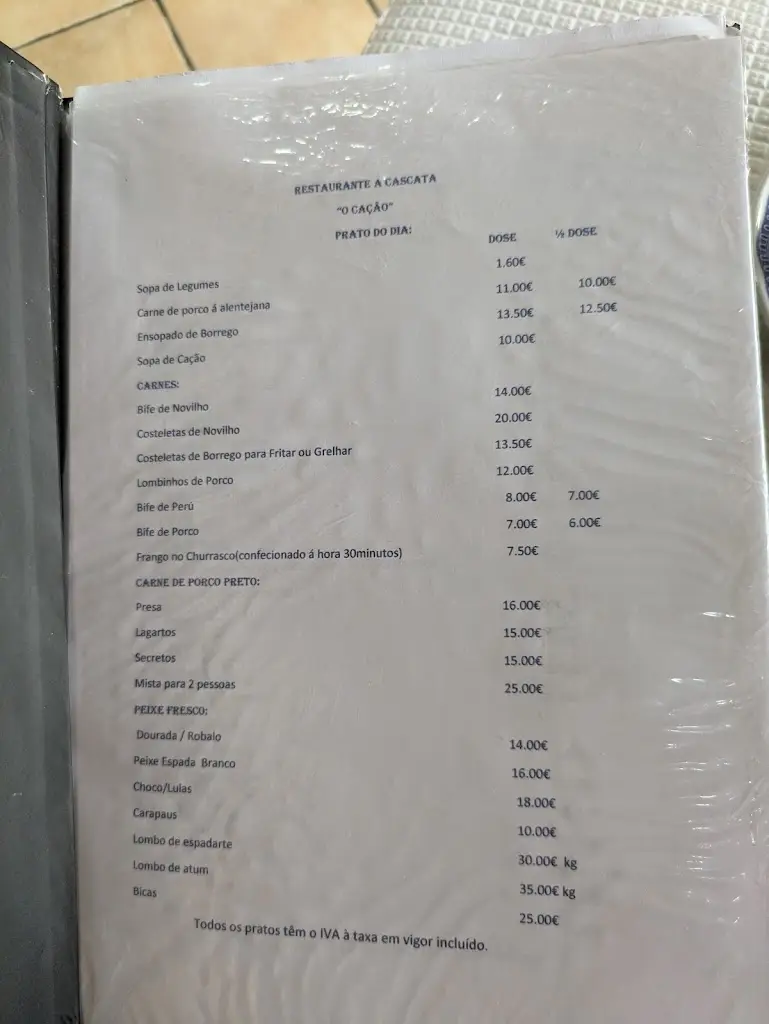 RESTAURANTE A CASCATA
"O CAÇÃO"
PRATO DO DIA: DOSE ½ DOSE
Sopa de Legumes 1.60€
Carne de porco á alentejana 11.00€ 10.00€
Ensopado de Borrego 13.50€ 12.50€
Sopa de Cação 10.00€
CARNES:
Bife de Novilho 14.00€
Costeletas de Novilho 20.00€
Costeletas de Borrego para Fritar ou Grelhar 13.50€
Lombinhos de Porco 12.00€
Bife de Perú 8.00€ 7.00€
Bife de Porco 7.00€ 6.00€
Frango no Churrasco(confecionado á hora 30minutos) 7.50€
CARNE DE PORCO PRETO:
Presa 16.00€
Lagartos 15.00€
Secretos 15.00€
Mista para 2 pessoas 25.00€
PEIXE FRESCO:
Dourada / Robalo 14.00€
Peixe Espada Branco 16.00€
Choco/Lulas 18.00€
Carapaus 10.00€
Lombo de espadarte 30.00€ kg
Lombo de atum 35.00€ kg
Bicas 25.00€
Todos os pratos têm o IVA à taxa em vigor incluído.